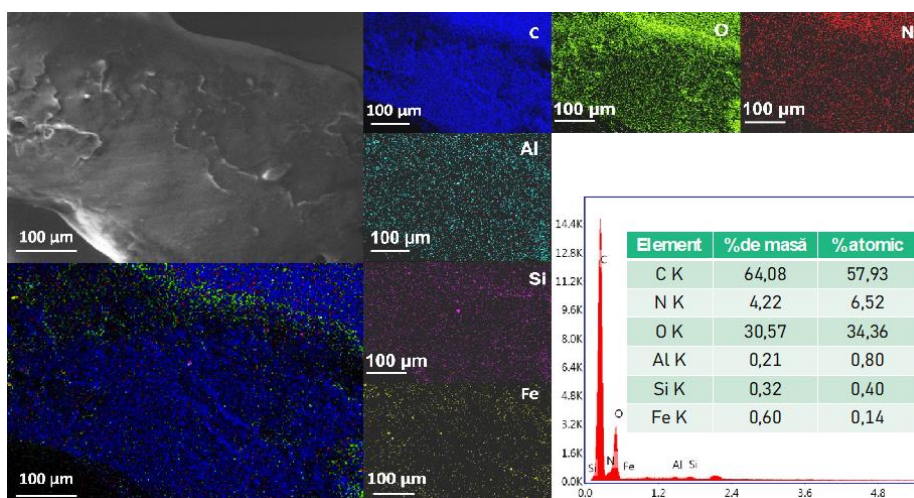 C
O
N
100 µm
100 µm
100 µm
Al
100 µm
100 µm
Si
100 µm
Fe
100 µm
100 µm
14.4K
12.8K
11.2K
9.6K
8.0K
6.4K
4.8K
3.2K
1.6K
0.0K
C
O
N
Si
Fe
Al
Si
0.0
1.2
2.4
3.6
4.8
Element %de masă %atomic
C K 64,08 57,93
N K 4,22 6,52
O K 30,57 34,36
Al K 0,21 0,80
Si K 0,32 0,40
Fe K 0,60 0,14